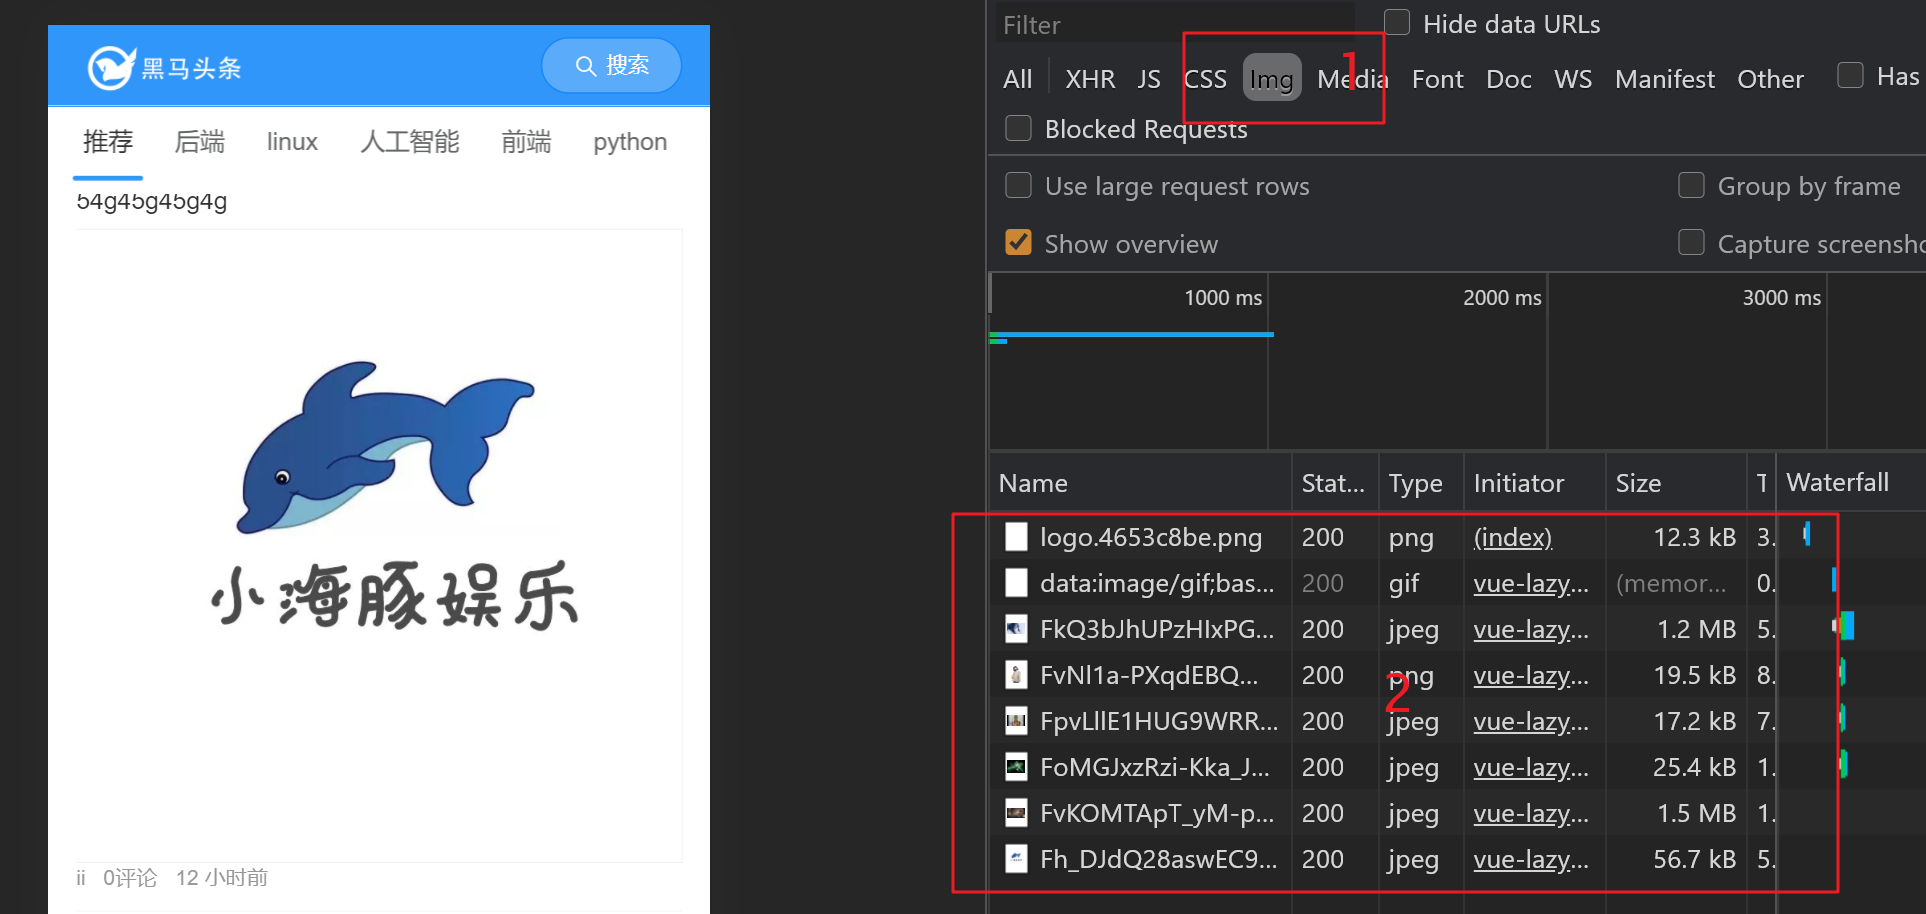 黑马头条
搜索
推荐 后端 linux 人工智能 前端 python
54g45g45g4g
小海豚娱乐
ii 0评论 12 小时前
Filter
Hide data URLs
All XHR JS CSS Img Media Font Doc WS Manifest Other Has
1
Blocked Requests
Use large request rows Group by frame
Show overview Capture screensho
1000 ms 2000 ms 3000 ms
Name Stat... Type Initiator Size T Waterfall
logo.4653c8be.png 200 png (index) 12.3 kB 3.
data:image/gif;bas... 200 gif vue-lazy... (memor... 0.
FkQ3bJhUPzHIxPG... 200 jpeg vue-lazy... 1.2 MB 5.
FvNl1a-PXqdEBQ... 200 png vue-lazy... 19.5 kB 8.
2
FpvLllE1HUG9WRR... 200 jpeg vue-lazy... 17.2 kB 7.
FoMGJxzRzi-Kka_J... 200 jpeg vue-lazy... 25.4 kB 1.
FvKOMTApT_yM-p... 200 jpeg vue-lazy... 1.5 MB 1.
Fh_DJdQ28aswEC9... 200 jpeg vue-lazy... 56.7 kB 5.